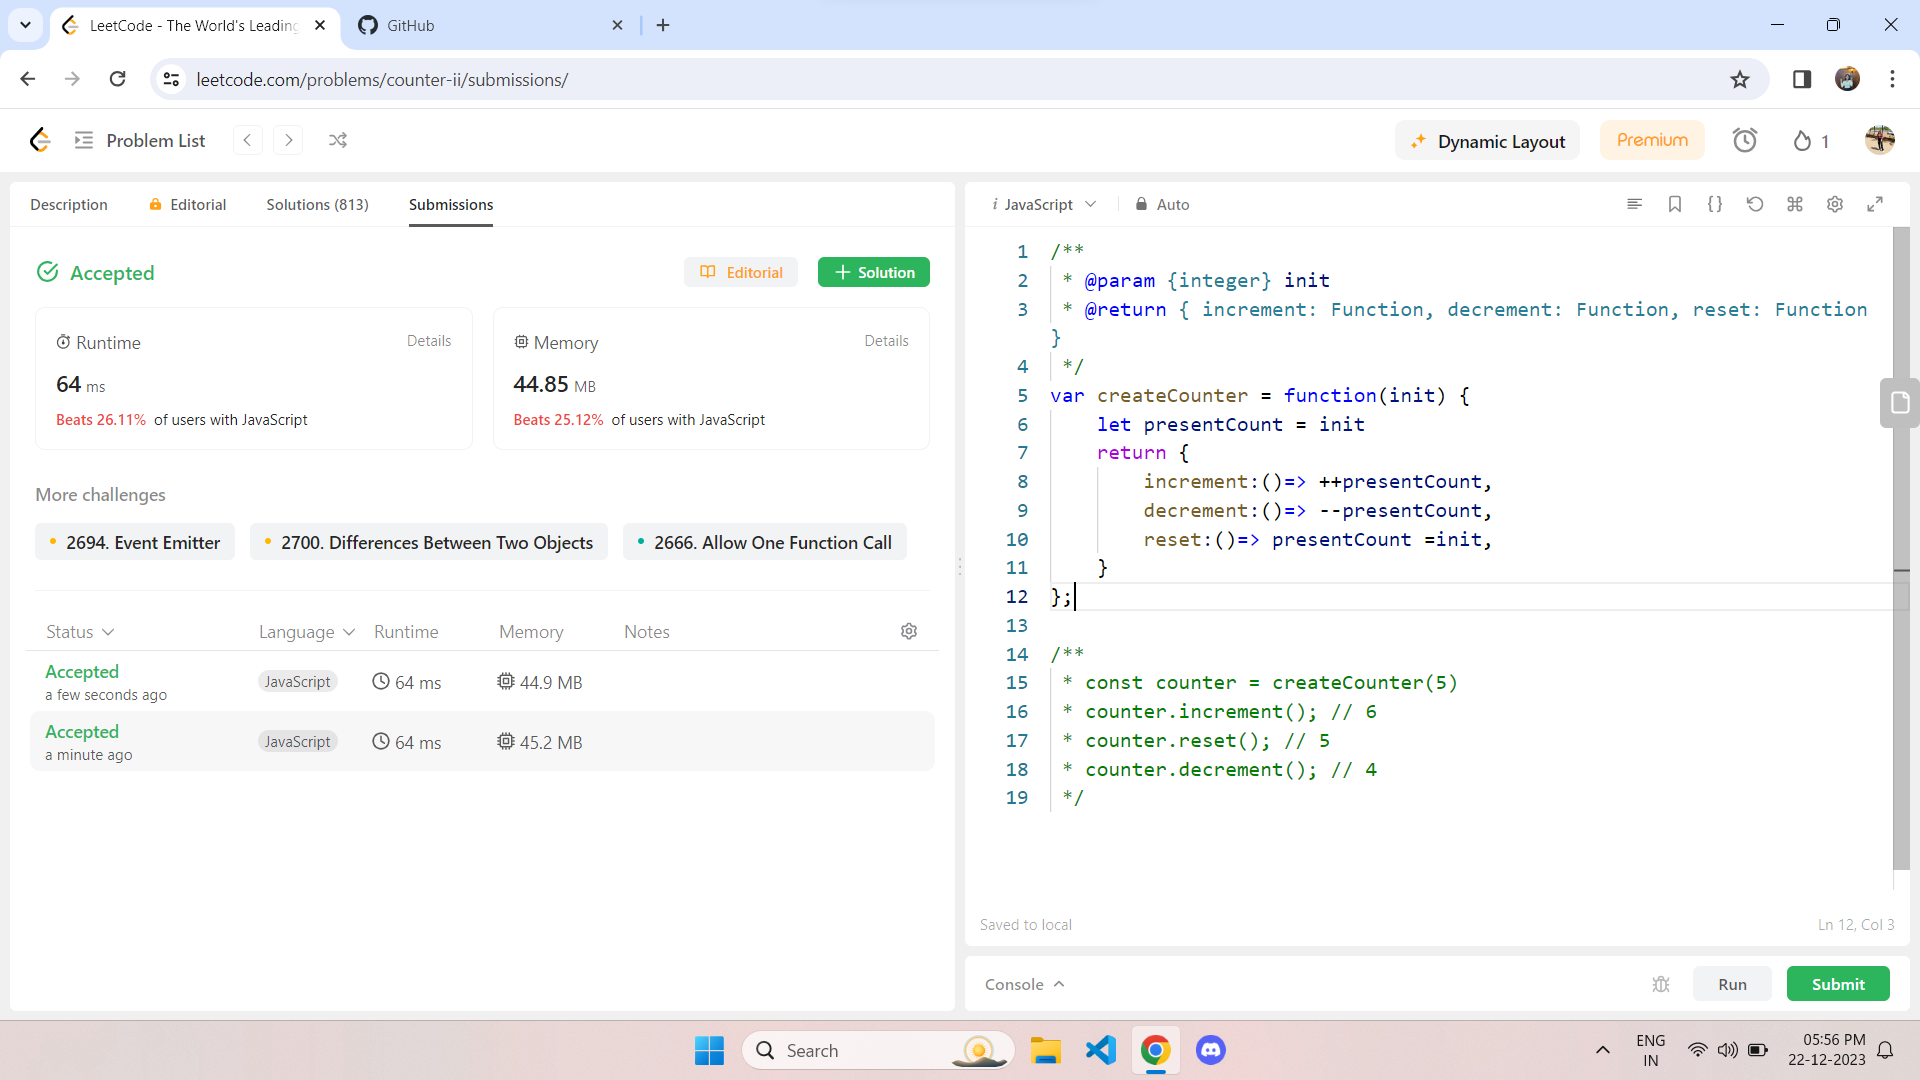 LeetCode - The World's Leading
GitHub
leetcode.com/problems/counter-ii/submissions/
Problem List
Dynamic Layout
Premium
1
Description
Editorial
Solutions (813)
Submissions
Accepted
Editorial
Solution
Runtime
Details
64 ms
Beats 26.11% of users with JavaScript
Memory
Details
44.85 MB
Beats 25.12% of users with JavaScript
More challenges
2694. Event Emitter
2700. Differences Between Two Objects
2666. Allow One Function Call
Status Language Runtime Memory Notes
Accepted
a few seconds ago
JavaScript
64 ms
44.9 MB
Accepted
a minute ago
JavaScript
64 ms
45.2 MB
i JavaScript
Auto
1 /**
2  * @param {integer} init
3  * @return { increment: Function, decrement: Function, reset: Function
}
4  */
5 var createCounter = function(init) {
6     let presentCount = init
7     return {
8         increment:()=> ++presentCount,
9         decrement:()=> --presentCount,
10         reset:()=> presentCount =init,
11     }
12 };
13
14 /**
15  * const counter = createCounter(5)
16  * counter.increment(); // 6
17  * counter.reset(); // 5
18  * counter.decrement(); // 4
19  */
Saved to local
Ln 12, Col 3
Console
Run
Submit
Search
ENG
IN
05:56 PM
22-12-2023